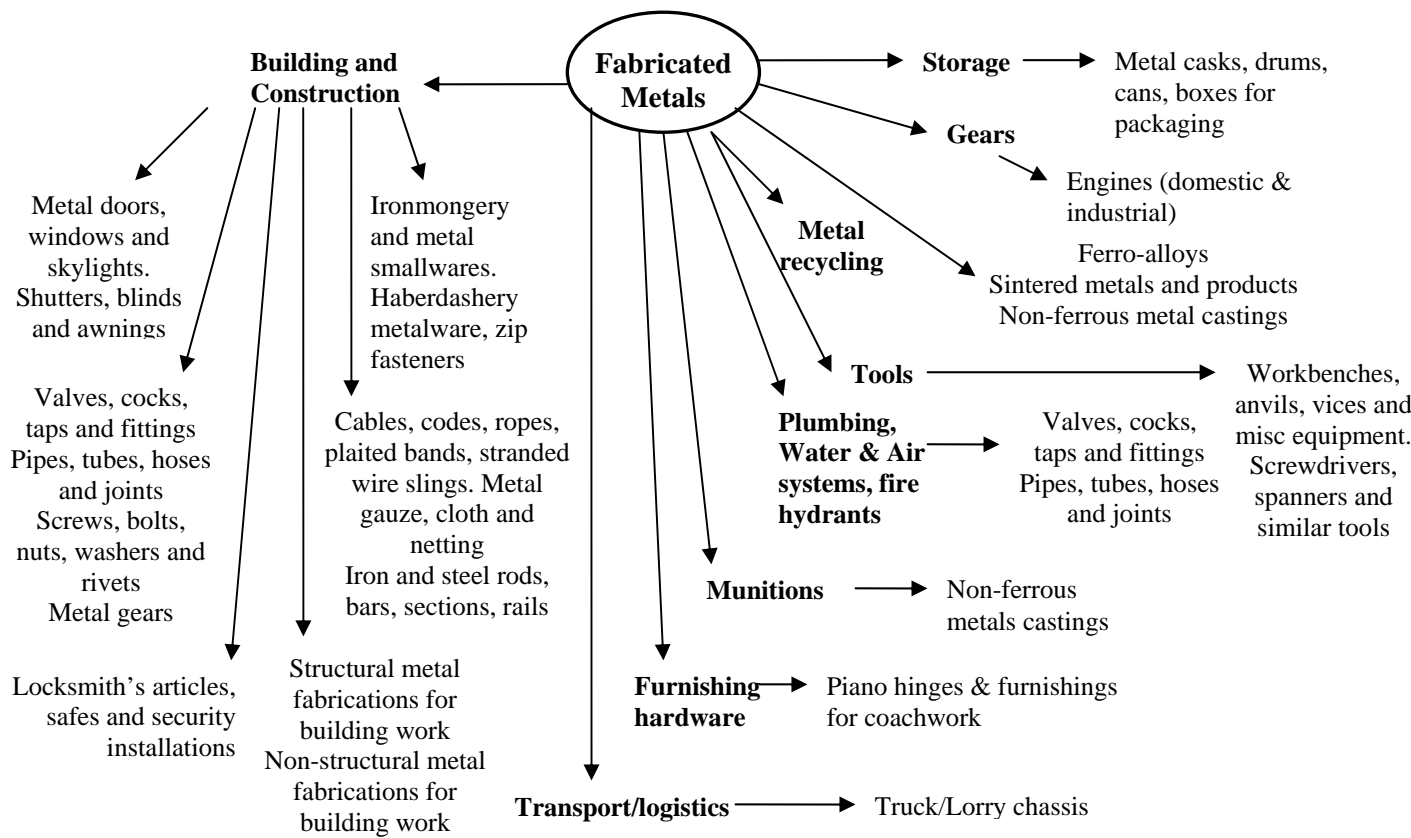 Fabricated
Metals
Building and
Construction
Metal doors,
windows and
skylights.
Shutters, blinds
and awnings
Valves, cocks,
taps and fittings
Pipes, tubes, hoses
and joints
Screws, bolts,
nuts, washers and
rivets
Metal gears
Locksmith’s articles,
safes and security
installations
Structural metal
fabrications for
building work
Non-structural metal
fabrications for
building work
Cables, codes, ropes,
plaited bands, stranded
wire slings. Metal
gauze, cloth and
netting
Iron and steel rods,
bars, sections, rails
Ironmongery
and metal
smallwares.
Haberdashery
metalware, zip
fasteners
Storage
Metal casks, drums,
cans, boxes for
packaging
Gears
Engines (domestic &
industrial)
Metal
recycling
Ferro-alloys
Sintered metals and products
Non-ferrous metal castings
Tools
Workbenches,
anvils, vices and
misc equipment.
Screwdrivers,
spanners and
similar tools
Plumbing,
Water & Air
systems, fire
hydrants
Valves, cocks,
taps and fittings
Pipes, tubes, hoses
and joints
Munitions
Non-ferrous
metals castings
Furnishing
hardware
Piano hinges & furnishings
for coachwork
Transport/logistics
Truck/Lorry chassis